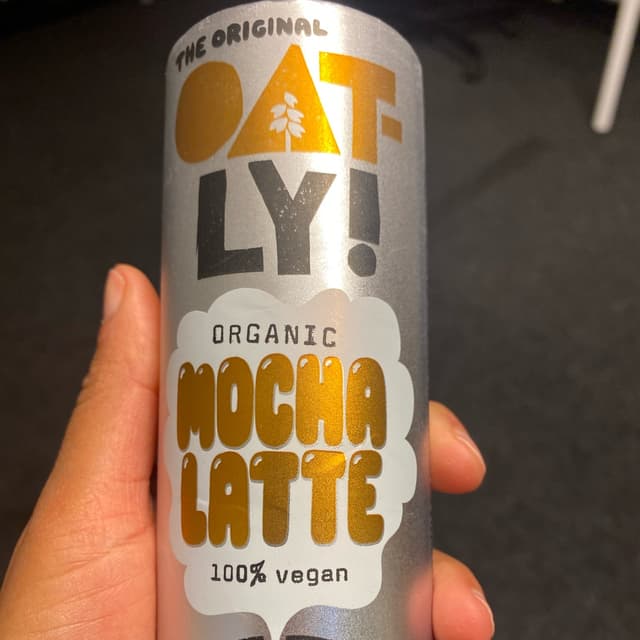 THE ORIGINAL
OAT-
LY!
ORGANIC
MOCHA
LATTE
100% vegan